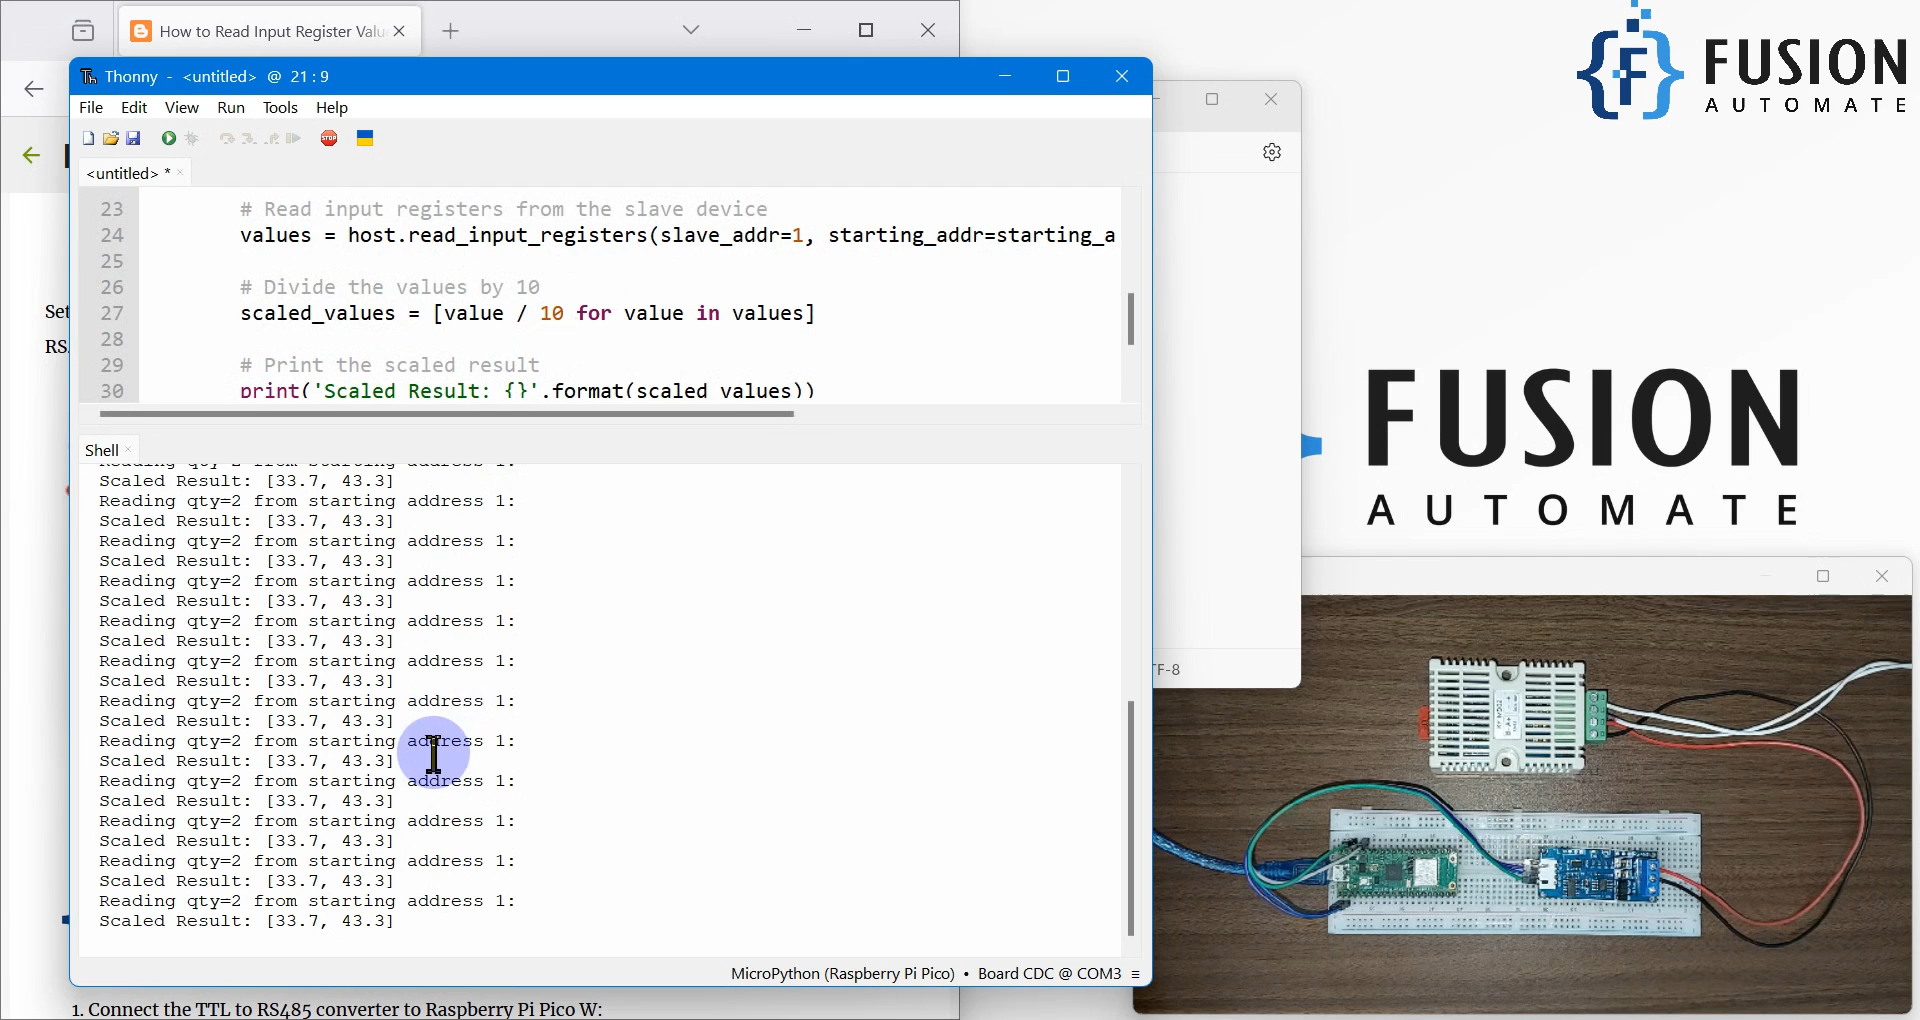 How to Read Input Register Valu
FUSION
AUTOMATE
Thonny - <untitled> @ 21 : 9
File Edit View Run Tools Help
STOP
<untitled> *
23 # Read input registers from the slave device
24 values = host.read_input_registers(slave_addr=1, starting_addr=starting_a
25
26 # Divide the values by 10
27 scaled_values = [value / 10 for value in values]
28
29 # Print the scaled result
30 print('Scaled Result: {}'.format(scaled_values))
Set
RS
Shell
Reading qty=2 from starting address 1:
Scaled Result: [33.7, 43.3]
Reading qty=2 from starting address 1:
Scaled Result: [33.7, 43.3]
Reading qty=2 from starting address 1:
Scaled Result: [33.7, 43.3]
Reading qty=2 from starting address 1:
Scaled Result: [33.7, 43.3]
Reading qty=2 from starting address 1:
Scaled Result: [33.7, 43.3]
Reading qty=2 from starting address 1:
Scaled Result: [33.7, 43.3]
Reading qty=2 from starting address 1:
Scaled Result: [33.7, 43.3]
Reading qty=2 from starting address 1:
Scaled Result: [33.7, 43.3]
Reading qty=2 from starting address 1:
Scaled Result: [33.7, 43.3]
Reading qty=2 from starting address 1:
Scaled Result: [33.7, 43.3]
Reading qty=2 from starting address 1:
Scaled Result: [33.7, 43.3]
Reading qty=2 from starting address 1:
Scaled Result: [33.7, 43.3]
MicroPython (Raspberry Pi Pico) • Board CDC @ COM3 ≡
1. Connect the TTL to RS485 converter to Raspberry Pi Pico W:
FUSION
AUTOMATE
TF-8